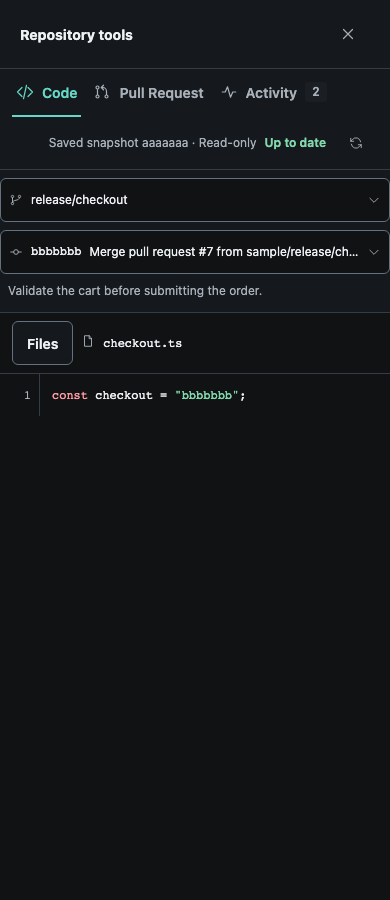 Repository tools
Code Pull Request Activity 2
Saved snapshot aaaaaaa · Read-only Up to date
release/checkout
bbbbbbb Merge pull request #7 from sample/release/ch...
Validate the cart before submitting the order.
Files checkout.ts
1 const checkout = "bbbbbbb";